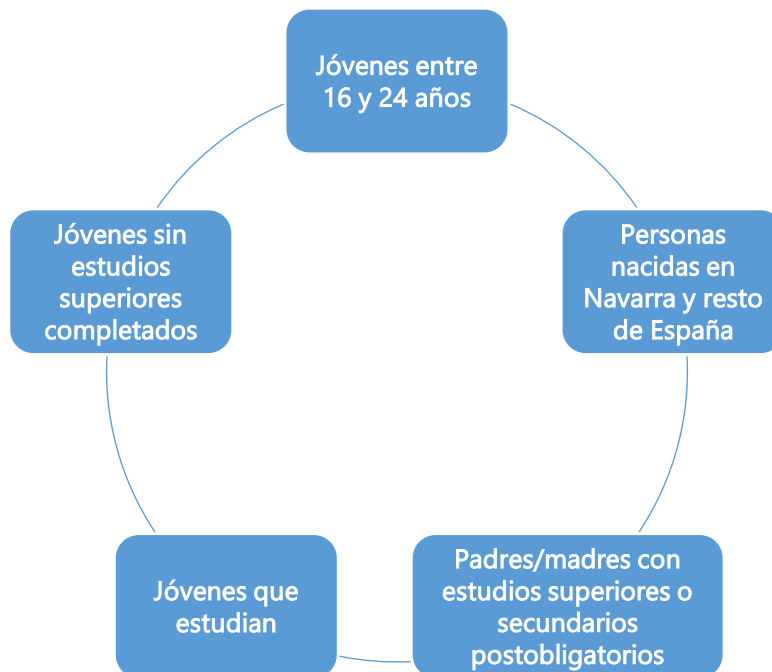 Jóvenes entre
16 y 24 años
Personas
nacidas en
Navarra y resto
de España
Padres/madres con
estudios superiores o
secundarios
postobligatorios
Jóvenes que
estudian
Jóvenes sin
estudios
superiores
completados